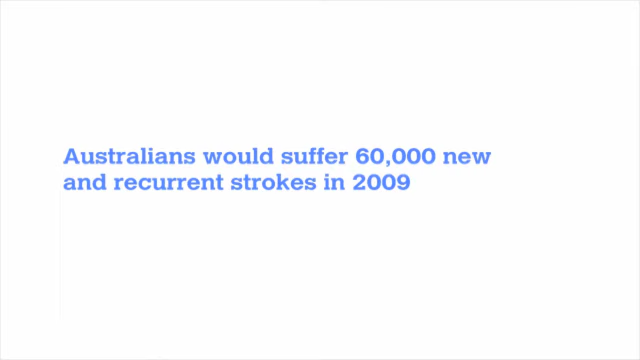 Australians would suffer 60,000 new
and recurrent strokes in 2009